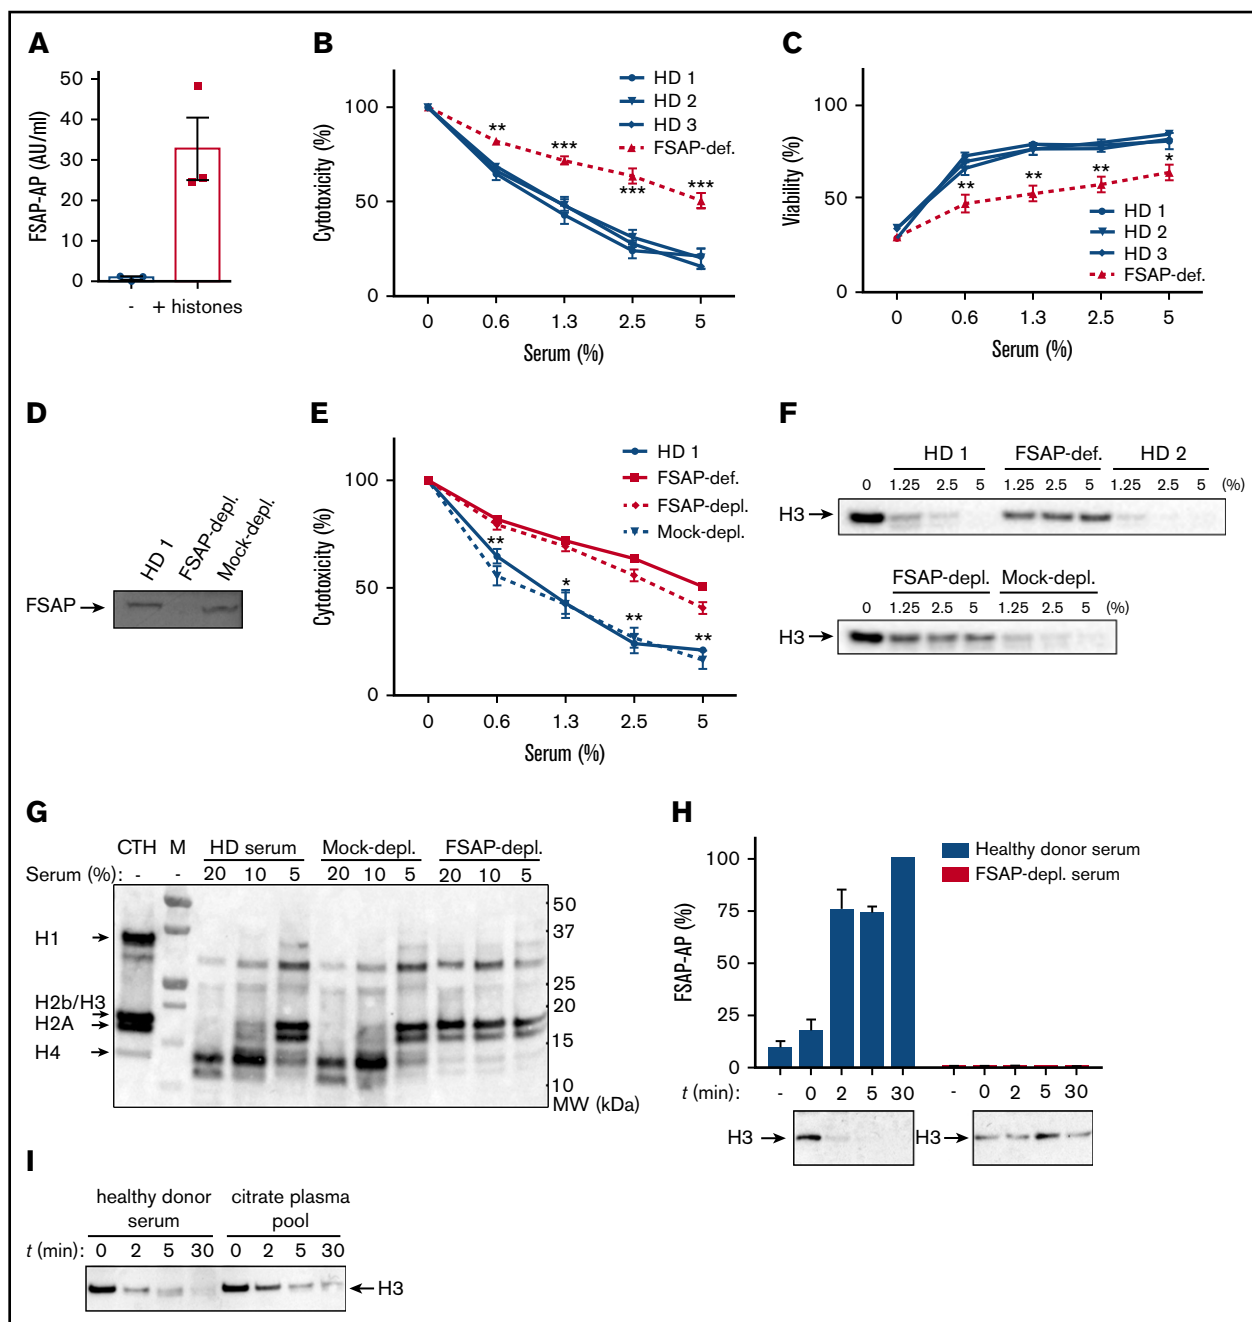 A
FSAP-AP (AU/ml)
50
40
30
20
10
0
- + histones
B
Cytotoxicity (%)
100
50
0
HD 1
HD 2
HD 3
FSAP-def.
** *** *** ***
0 0.6 1.3 2.5 5
Serum (%)
C
Viability (%)
100
50
0
** ** ** *
HD 1
HD 2
HD 3
FSAP-def.
0 0.6 1.3 2.5 5
Serum (%)
D
HD 1 FSAP-depl. Mock-depl.
FSAP
E
Cytotoxicity (%)
100
50
0
HD 1
FSAP-def.
FSAP-depl.
Mock-depl.
** * ** **
0 0.6 1.3 2.5 5
Serum (%)
F
HD 1 FSAP-def. HD 2
0 1.25 2.5 5 1.25 2.5 5 1.25 2.5 5 (%)
H3
FSAP-depl. Mock-depl.
0 1.25 2.5 5 1.25 2.5 5 (%)
H3
G
CTH M HD serum Mock-depl. FSAP-depl.
Serum (%): - - 20 10 5 20 10 5 20 10 5
H1
H2b/H3
H2A
H4
50
37
25
20
15
10
MW (kDa)
H
Healthy donor serum
FSAP-depl. serum
FSAP-AP (%)
100
75
50
25
0
t (min): - 0 2 5 30 - 0 2 5 30
H3 H3
I
healthy donor serum
citrate plasma pool
t (min): 0 2 5 30 0 2 5 30
H3